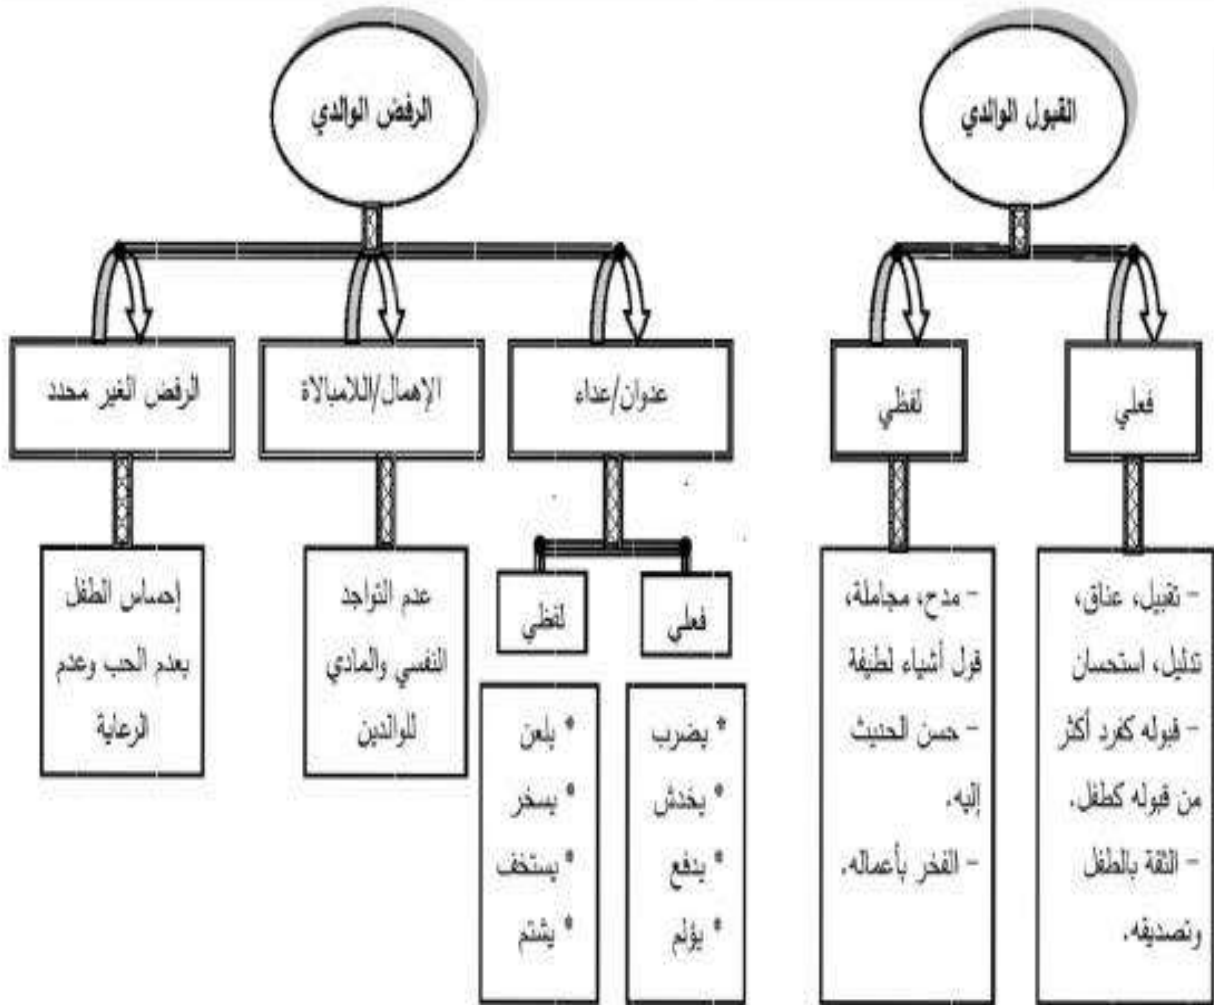 القبول الوالدي
الرفض الوالدي
فعلي
لفظي
عدوان/عداء
الإهمال/اللامبالاة
الرفض الغير محدد
- تقبيل، عناق،
تدليل، استحسان
- قبوله كفرد أكثر
من قبوله كطفل.
- الثقة بالطفل
وتصديقه.
- مدح، مجاملة،
قول أشياء لطيفة
- حسن الحديث
إليه.
- الفخر بأعماله.
فعلي
لفظي
* يضرب
* يخدش
* يدفع
* يؤلم
* يلعن
* يسخر
* يستخف
* يشتم
عدم التواجد
النفسي والمادي
للوالدين
إحساس الطفل
بعدم الحب وعدم
الرعاية